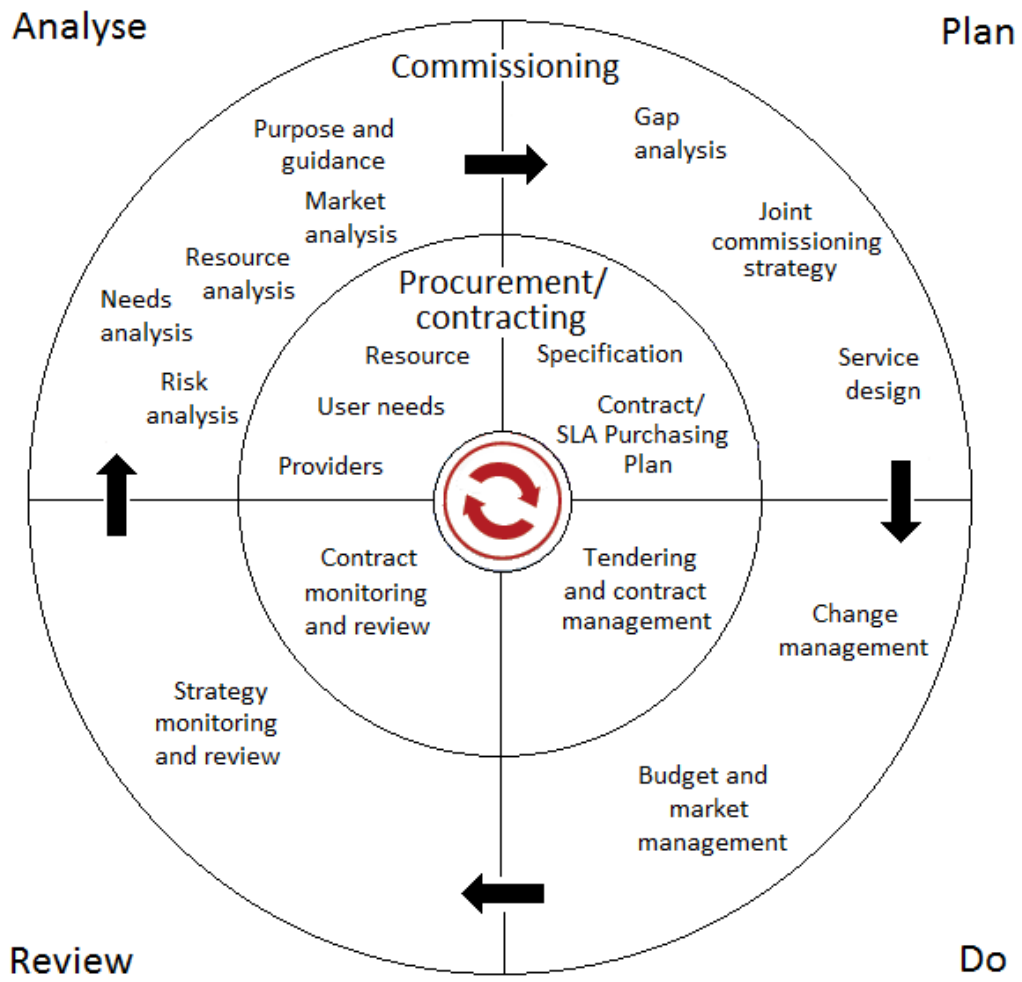 Analyse
Plan
Commissioning
Purpose and
guidance
Market
analysis
Resource
analysis
Needs
analysis
Risk
analysis
Gap
analysis
Joint
commissioning
strategy
Service
design
Procurement/
contracting
Resource
User needs
Providers
Specification
Contract/
SLA Purchasing
Plan
Contract
monitoring
and review
Tendering
and contract
management
Change
management
Strategy
monitoring
and review
Budget and
market
management
Review
Do